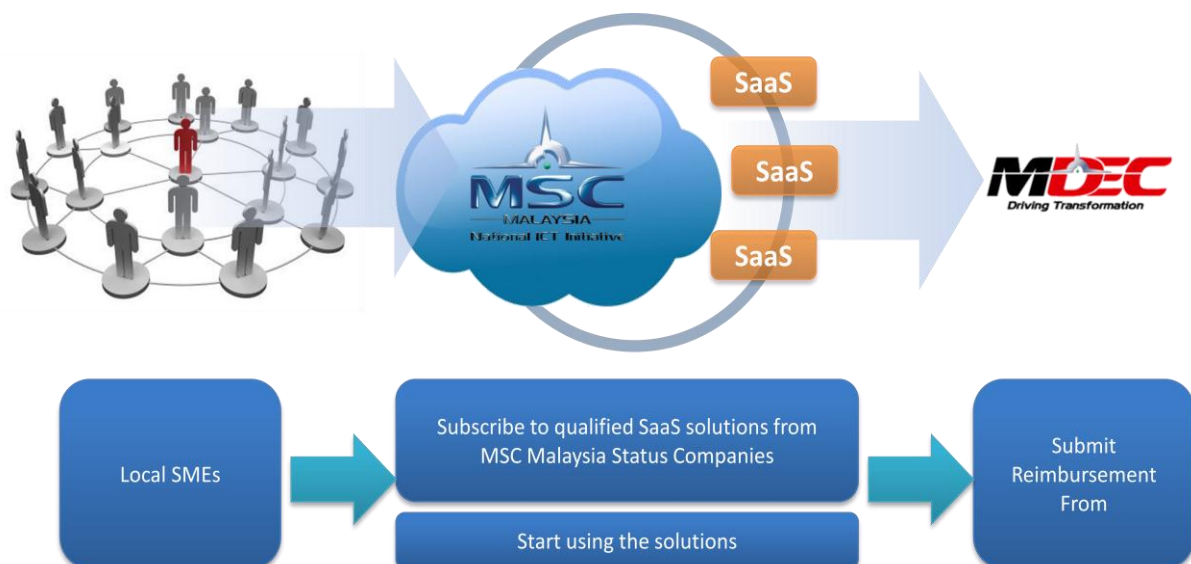 SaaS
SaaS
SaaS
MSC
MALAYSIA
National ICT Initiative
MDEC
Driving Transformation
Local SMEs
Subscribe to qualified SaaS solutions from
MSC Malaysia Status Companies
Start using the solutions
Submit
Reimbursement
From